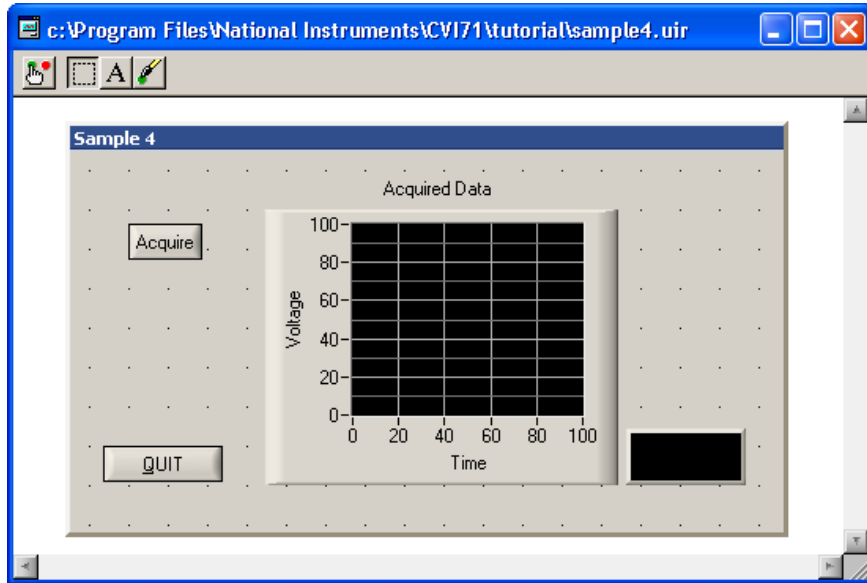 c:\Program Files\National Instruments\CVI71\tutorial\sample4.uir
A
Sample 4
Acquired Data
Acquire
100
80
60
40
20
0
Voltage
0 20 40 60 80 100
Time
QUIT